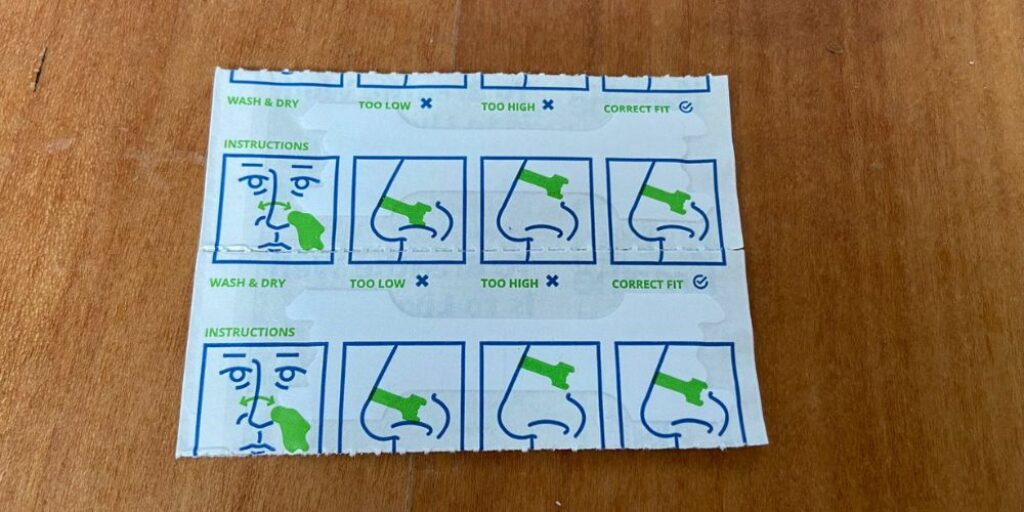 WASH & DRY TOO LOW ✖ TOO HIGH ✖ CORRECT FIT
INSTRUCTIONS
WASH & DRY TOO LOW ✖ TOO HIGH ✖ CORRECT FIT
INSTRUCTIONS